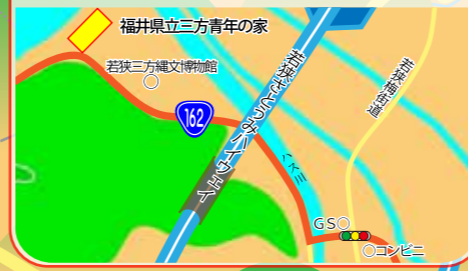 福井県立三方青年の家
若狭三方縄文博物館
162
若狭さとうみハイウェイ
若狭梅街道
ハス川
GS
コンビニ